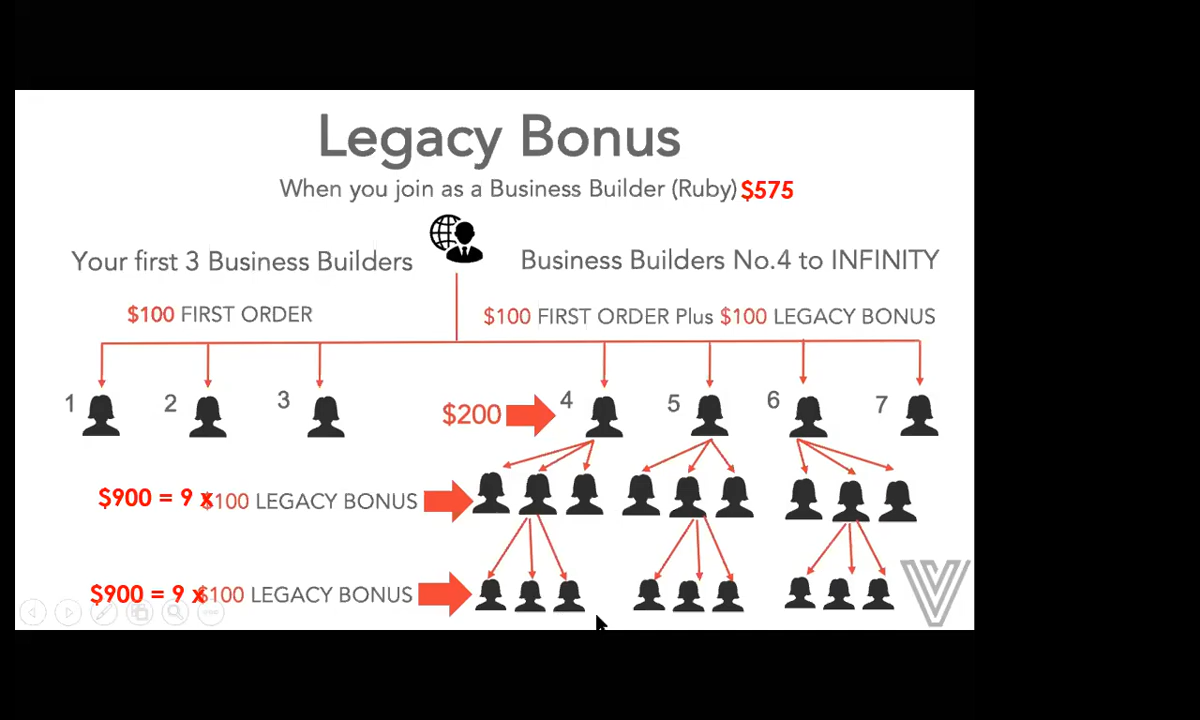 Legacy Bonus
When you join as a Business Builder (Ruby) $575
Your first 3 Business Builders
Business Builders No.4 to INFINITY
$100 FIRST ORDER
$100 FIRST ORDER Plus $100 LEGACY BONUS
1 2 3 $200 4 5 6 7
$900 = 9 x $100 LEGACY BONUS
$900 = 9 x $100 LEGACY BONUS